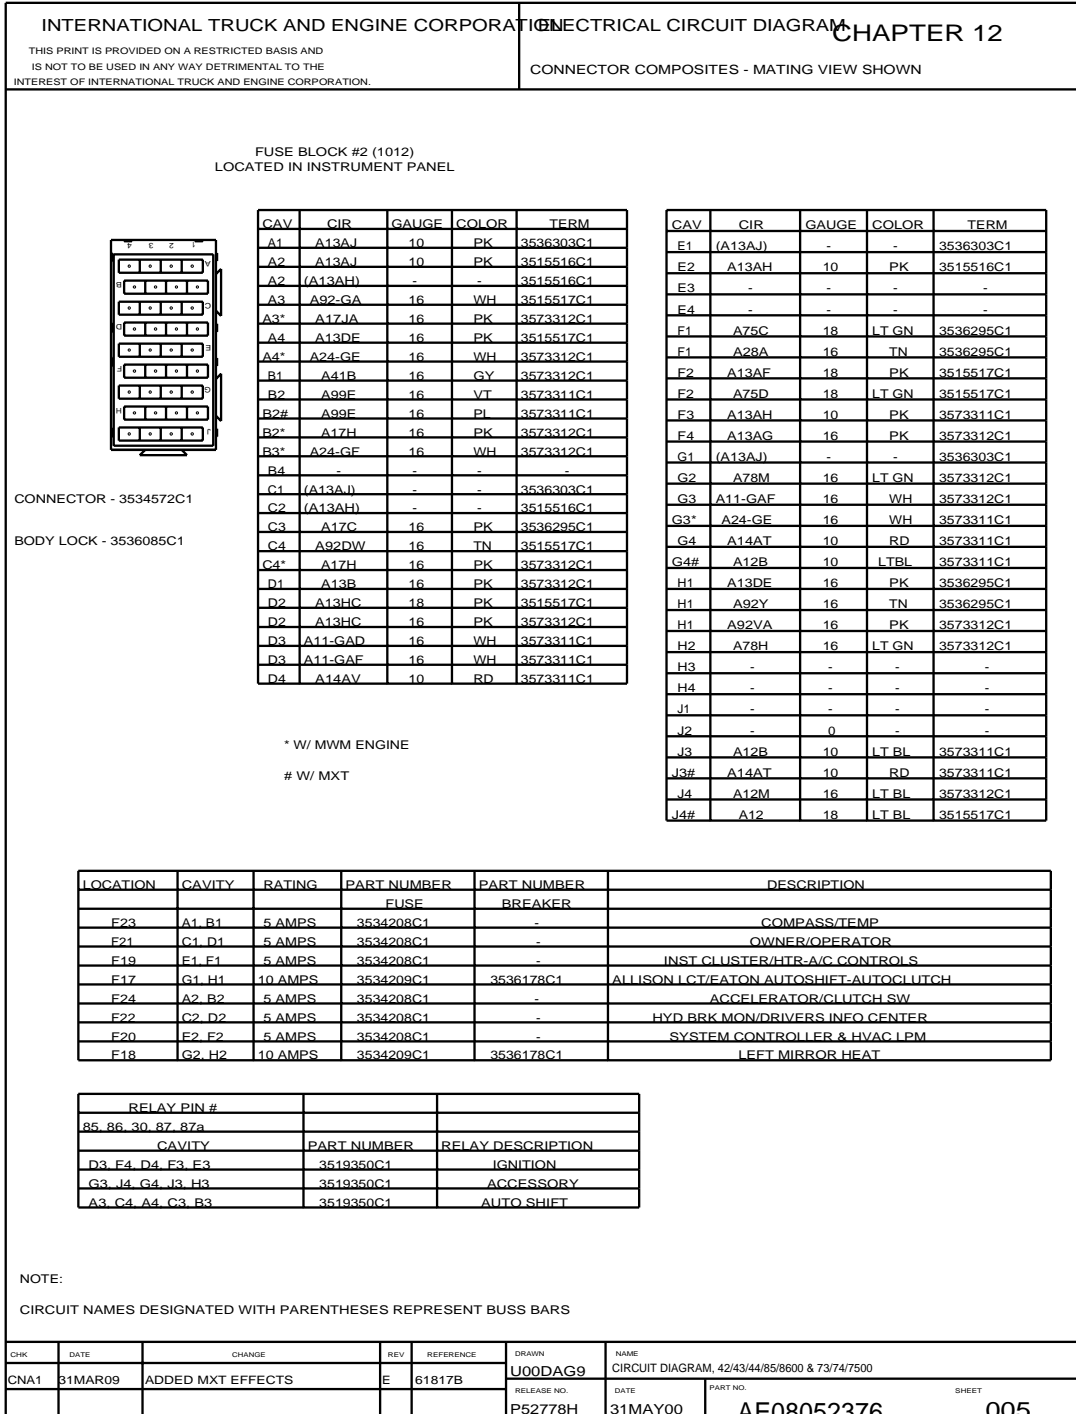 INTERNATIONAL TRUCK AND ENGINE CORPORATION
ELECTRICAL CIRCUIT DIAGRAM
CHAPTER 12
THIS PRINT IS PROVIDED ON A RESTRICTED BASIS AND
IS NOT TO BE USED IN ANY WAY DETRIMENTAL TO THE
INTEREST OF INTERNATIONAL TRUCK AND ENGINE CORPORATION.
CONNECTOR COMPOSITES - MATING VIEW SHOWN
FUSE BLOCK #2 (1012)
LOCATED IN INSTRUMENT PANEL
4 3 2 1
A
B
C
D
E
F
G
H
J
CONNECTOR - 3534572C1
BODY LOCK - 3536085C1
CAV CIR GAUGE COLOR TERM
A1 A13AJ 10 PK 3536303C1
A2 A13AJ 10 PK 3515516C1
A2 (A13AH) - - 3515516C1
A3 A92-GA 16 WH 3515517C1
A3* A17JA 16 PK 3573312C1
A4 A13DE 16 PK 3515517C1
A4* A24-GE 16 WH 3573312C1
B1 A41B 16 GY 3573312C1
B2 A99E 16 VT 3573311C1
B2# A99E 16 PL 3573311C1
B2* A17H 16 PK 3573312C1
B3* A24-GF 16 WH 3573312C1
B4 - - - -
C1 (A13AJ) - - 3536303C1
C2 (A13AH) - - 3515516C1
C3 A17C 16 PK 3536295C1
C4 A92DW 16 TN 3515517C1
C4* A17H 16 PK 3573312C1
D1 A13B 16 PK 3573312C1
D2 A13HC 18 PK 3515517C1
D2 A13HC 16 PK 3573312C1
D3 A11-GAD 16 WH 3573311C1
D3 A11-GAF 16 WH 3573311C1
D4 A14AV 10 RD 3573311C1
* W/ MWM ENGINE
# W/ MXT
CAV CIR GAUGE COLOR TERM
E1 (A13AJ) - - 3536303C1
E2 A13AH 10 PK 3515516C1
E3 - - - -
E4 - - - -
F1 A75C 18 LT GN 3536295C1
F1 A28A 16 TN 3536295C1
F2 A13AF 18 PK 3515517C1
F2 A75D 18 LT GN 3515517C1
F3 A13AH 10 PK 3573311C1
F4 A13AG 16 PK 3573312C1
G1 (A13AJ) - - 3536303C1
G2 A78M 16 LT GN 3573312C1
G3 A11-GAF 16 WH 3573312C1
G3* A24-GE 16 WH 3573311C1
G4 A14AT 10 RD 3573311C1
G4# A12B 10 LTBL 3573311C1
H1 A13DE 16 PK 3536295C1
H1 A92Y 16 TN 3536295C1
H1 A92VA 16 PK 3573312C1
H2 A78H 16 LT GN 3573312C1
H3 - - - -
H4 - - - -
J1 - - - -
J2 - 0 - -
J3 A12B 10 LT BL 3573311C1
J3# A14AT 10 RD 3573311C1
J4 A12M 16 LT BL 3573312C1
J4# A12 18 LT BL 3515517C1
LOCATION CAVITY RATING PART NUMBER PART NUMBER DESCRIPTION
FUSE BREAKER
F23 A1, B1 5 AMPS 3534208C1 - COMPASS/TEMP
F21 C1, D1 5 AMPS 3534208C1 - OWNER/OPERATOR
F19 E1, F1 5 AMPS 3534208C1 - INST CLUSTER/HTR-A/C CONTROLS
F17 G1, H1 10 AMPS 3534209C1 3536178C1 ALLISON LCT/EATON AUTOSHIFT-AUTOCLUTCH
F24 A2, B2 5 AMPS 3534208C1 - ACCELERATOR/CLUTCH SW
F22 C2, D2 5 AMPS 3534208C1 - HYD BRK MON/DRIVERS INFO CENTER
F20 E2, F2 5 AMPS 3534208C1 - SYSTEM CONTROLLER & HVAC LPM
F18 G2, H2 10 AMPS 3534209C1 3536178C1 LEFT MIRROR HEAT
RELAY PIN #
85, 86, 30, 87, 87a
CAVITY PART NUMBER RELAY DESCRIPTION
D3, F4, D4, F3, E3 3519350C1 IGNITION
G3, J4, G4, J3, H3 3519350C1 ACCESSORY
A3, C4, A4, C3, B3 3519350C1 AUTO SHIFT
NOTE:
CIRCUIT NAMES DESIGNATED WITH PARENTHESES REPRESENT BUSS BARS
CHK DATE CHANGE REV REFERENCE DRAWN NAME
CNA1 31MAR09 ADDED MXT EFFECTS E 61817B U00DAG9 CIRCUIT DIAGRAM, 42/43/44/85/8600 & 73/74/7500
RELEASE NO. DATE PART NO. SHEET
P52778H 31MAY00 AE08052376 005